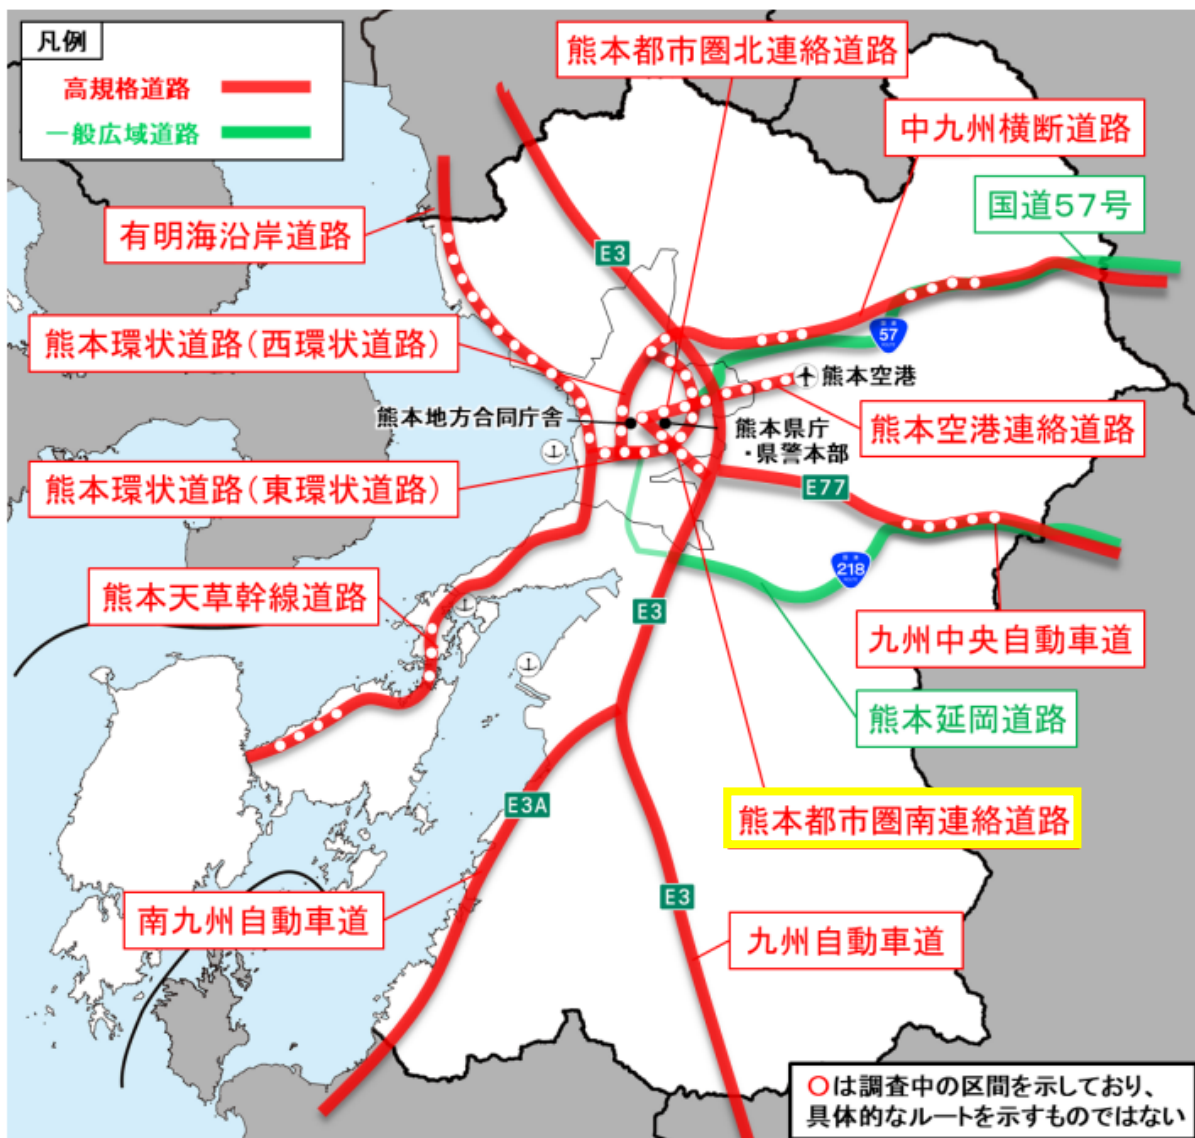 凡例
高規格道路
一般広域道路
熊本都市圏北連絡道路
中九州横断道路
国道57号
有明海沿岸道路
E3
熊本環状道路（西環状道路）
57
熊本空港
熊本地方合同庁舎
熊本県庁
・県警本部
熊本空港連絡道路
熊本環状道路（東環状道路）
E77
218
熊本天草幹線道路
E3
九州中央自動車道
熊本延岡道路
E3A
熊本都市圏南連絡道路
E3
南九州自動車道
九州自動車道
○は調査中の区間を示しており、
具体的なルートを示すものではない